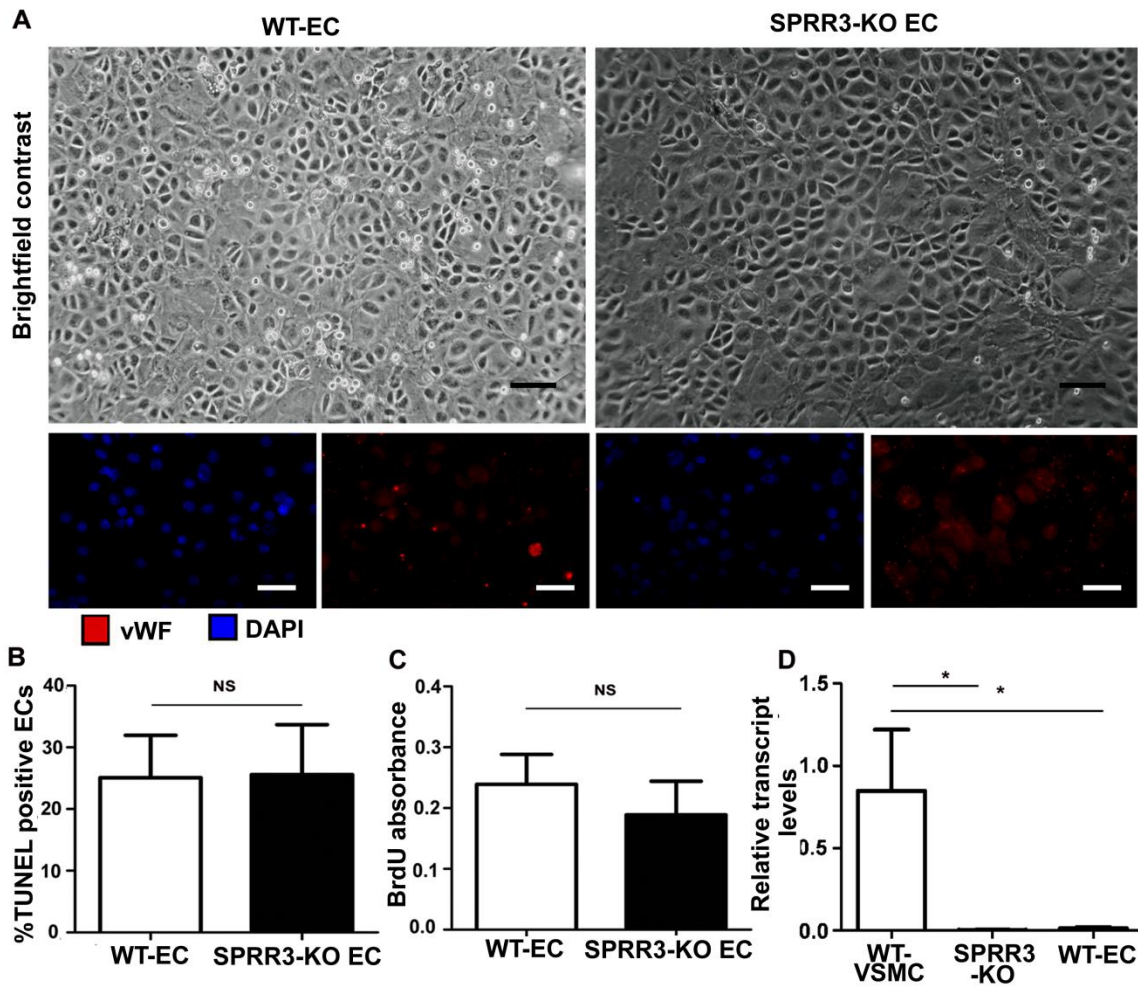 A
WT-EC
SPRR3-KO EC
Brightfield contrast
vWF
DAPI
B
%TUNEL positive ECs
40
30
20
10
0
NS
WT-EC
SPRR3-KO EC
C
BrdU absorbance
0.4
0.3
0.2
0.1
0.0
NS
WT-EC
SPRR3-KO EC
D
Relative transcript
levels
1.5
1.0
0.5
0.0
*
*
WT-
VSMC
SPRR3
-KO
WT-EC